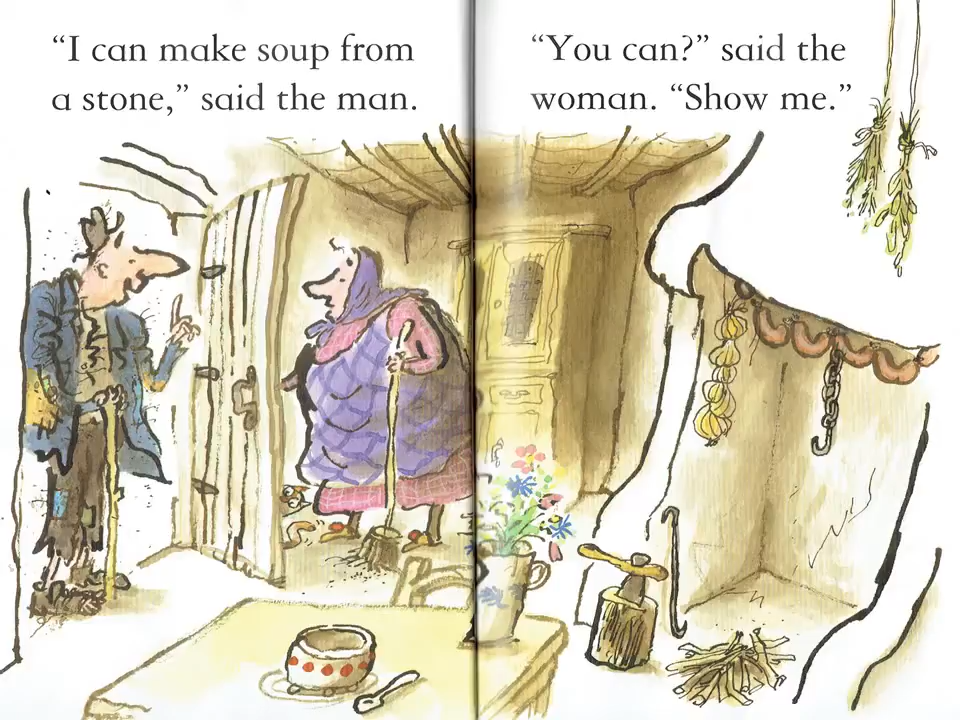 “I can make soup from
a stone,” said the man.
“You can?” said the
woman. “Show me.”